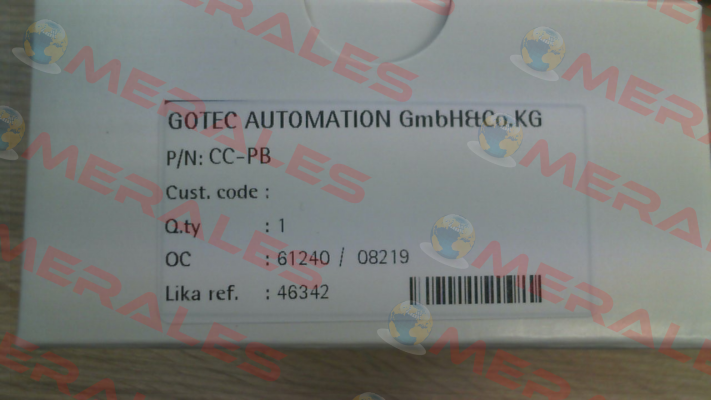 GOTEC AUTOMATION GmbH&Co.KG
P/N: CC-PB
Cust. code :
Q.ty : 1
OC : 61240 / 08219
Lika ref. : 46342
MERALES
MERALES
MERALES
MERALES
MERALES